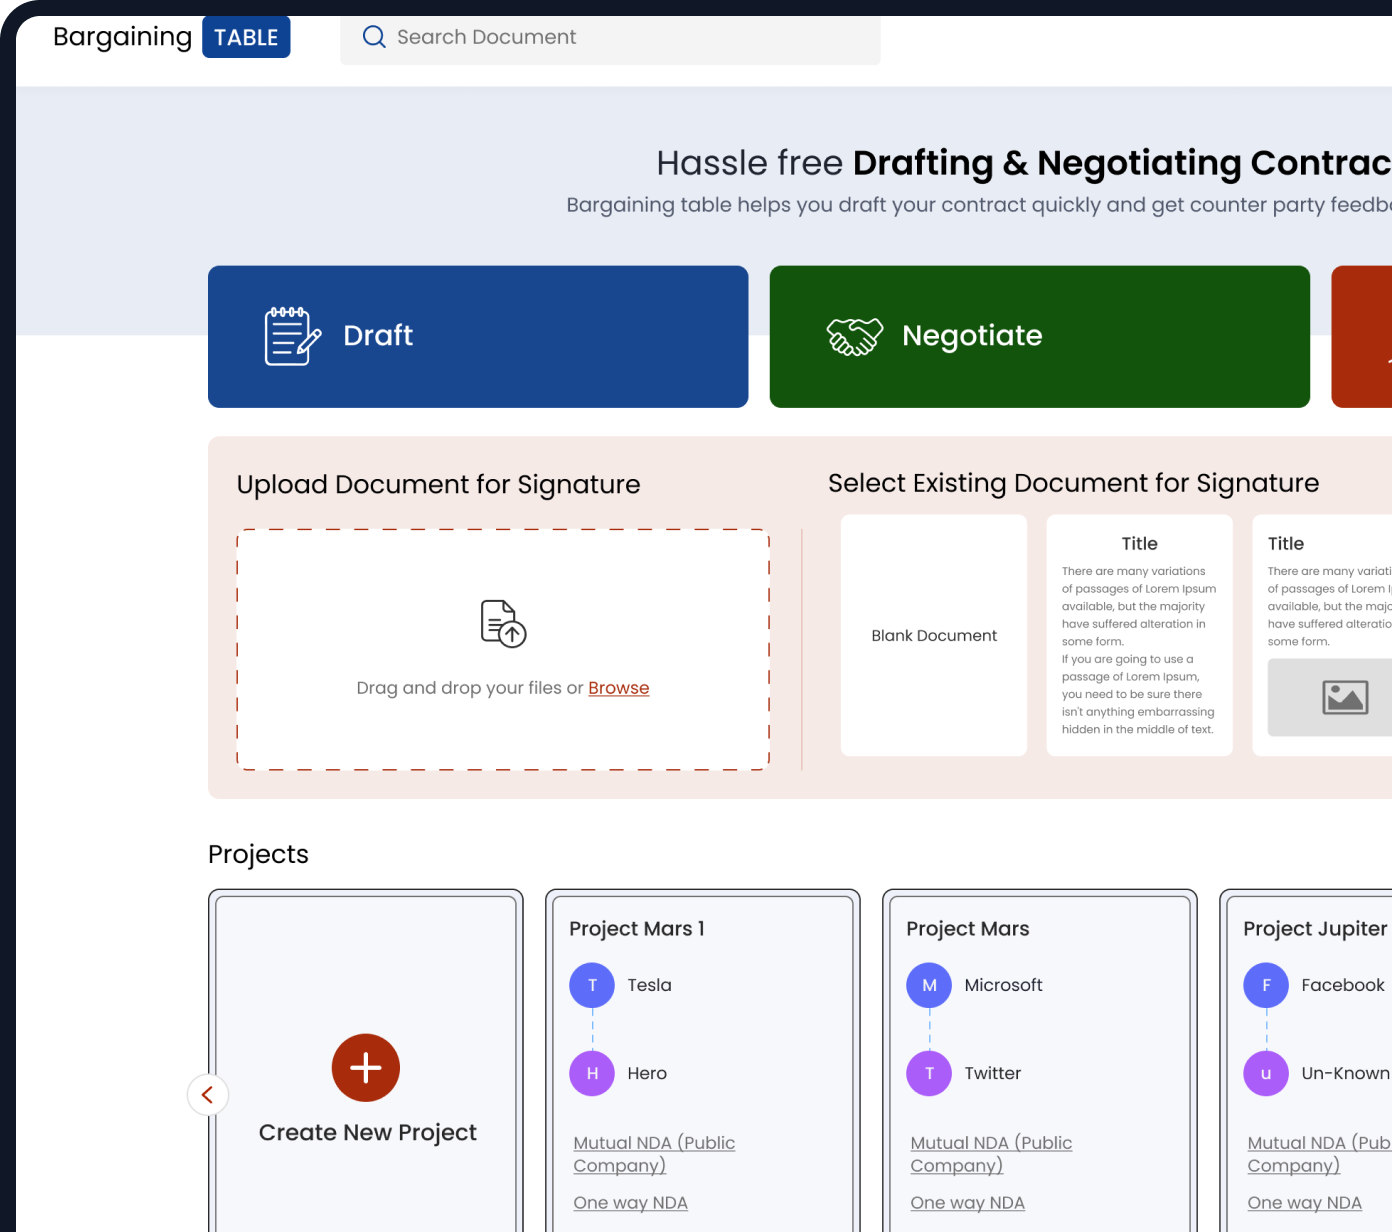 Bargaining TABLE
Search Document
Hassle free Drafting & Negotiating Contrac
Bargaining table helps you draft your contract quickly and get counter party feedba
Draft
Negotiate
Upload Document for Signature
Drag and drop your files or Browse
Select Existing Document for Signature
Blank Document
Title
There are many variations
of passages of Lorem Ipsum
available, but the majority
have suffered alteration in
some form.
If you are going to use a
passage of Lorem Ipsum,
you need to be sure there
isn't anything embarrassing
hidden in the middle of text.
Title
There are many variati
of passages of Lorem I
available, but the majo
have suffered alteratio
some form.
Projects
Create New Project
Project Mars 1
T Tesla
H Hero
Mutual NDA (Public
Company)
One way NDA
Project Mars
M Microsoft
T Twitter
Mutual NDA (Public
Company)
One way NDA
Project Jupiter
F Facebook
u Un-Known
Mutual NDA (Pub
Company)
One way NDA